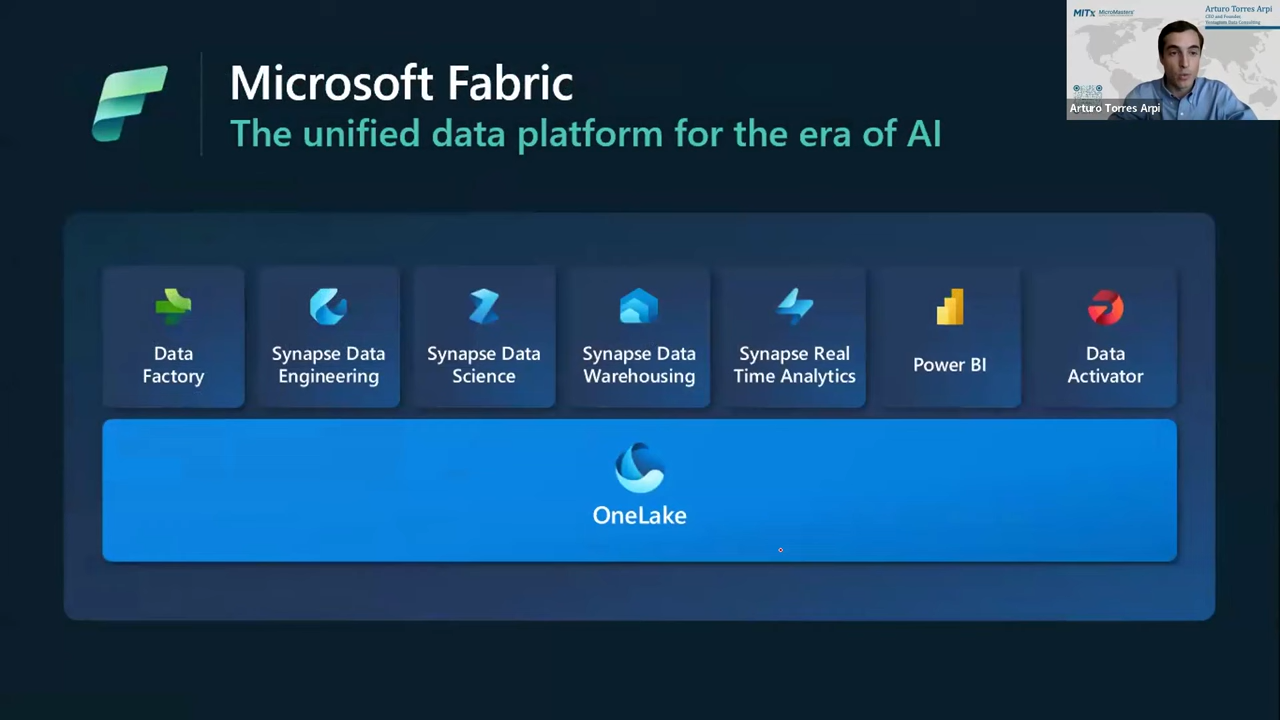 Microsoft Fabric
The unified data platform for the era of AI
MITx MicroMasters
Arturo Torres Arpi
CEO and Founder
Data Consulting
Arturo Torres Arpi
Data
Factory
Synapse Data
Engineering
Synapse Data
Science
Synapse Data
Warehousing
Synapse Real
Time Analytics
Power BI
Data
Activator
OneLake